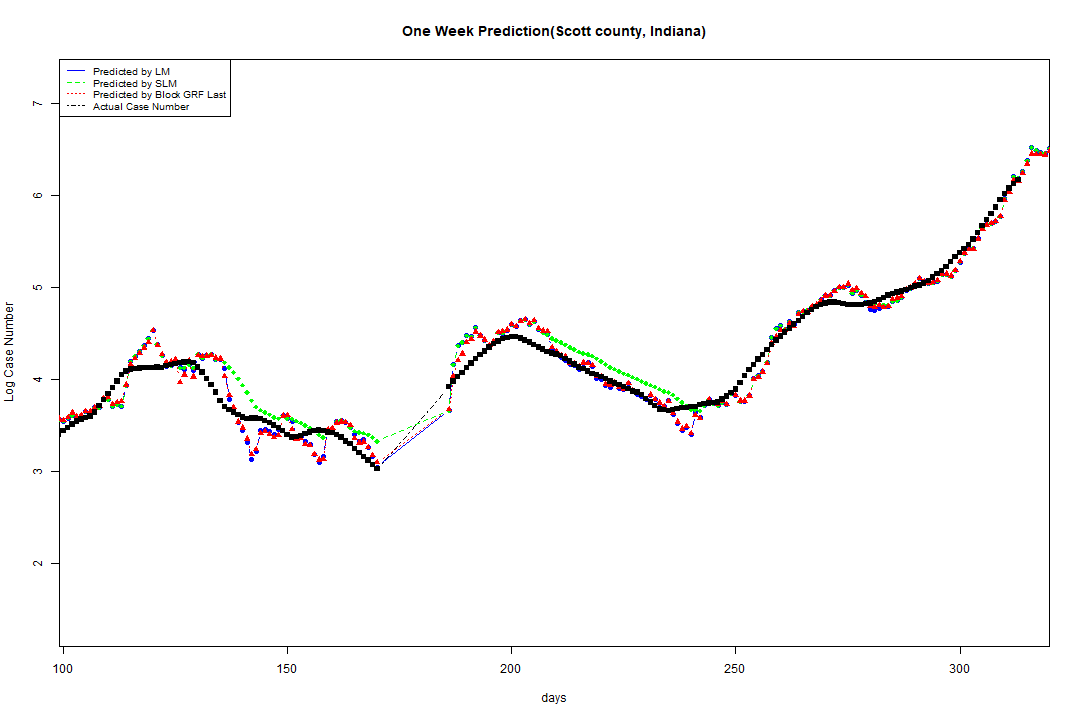 One Week Prediction(Scott county, Indiana)
Predicted by LM
Predicted by SLM
Predicted by Block GRF Last
Actual Case Number
Log Case Number
7
6
5
4
3
2
100 150 200 250 300
days